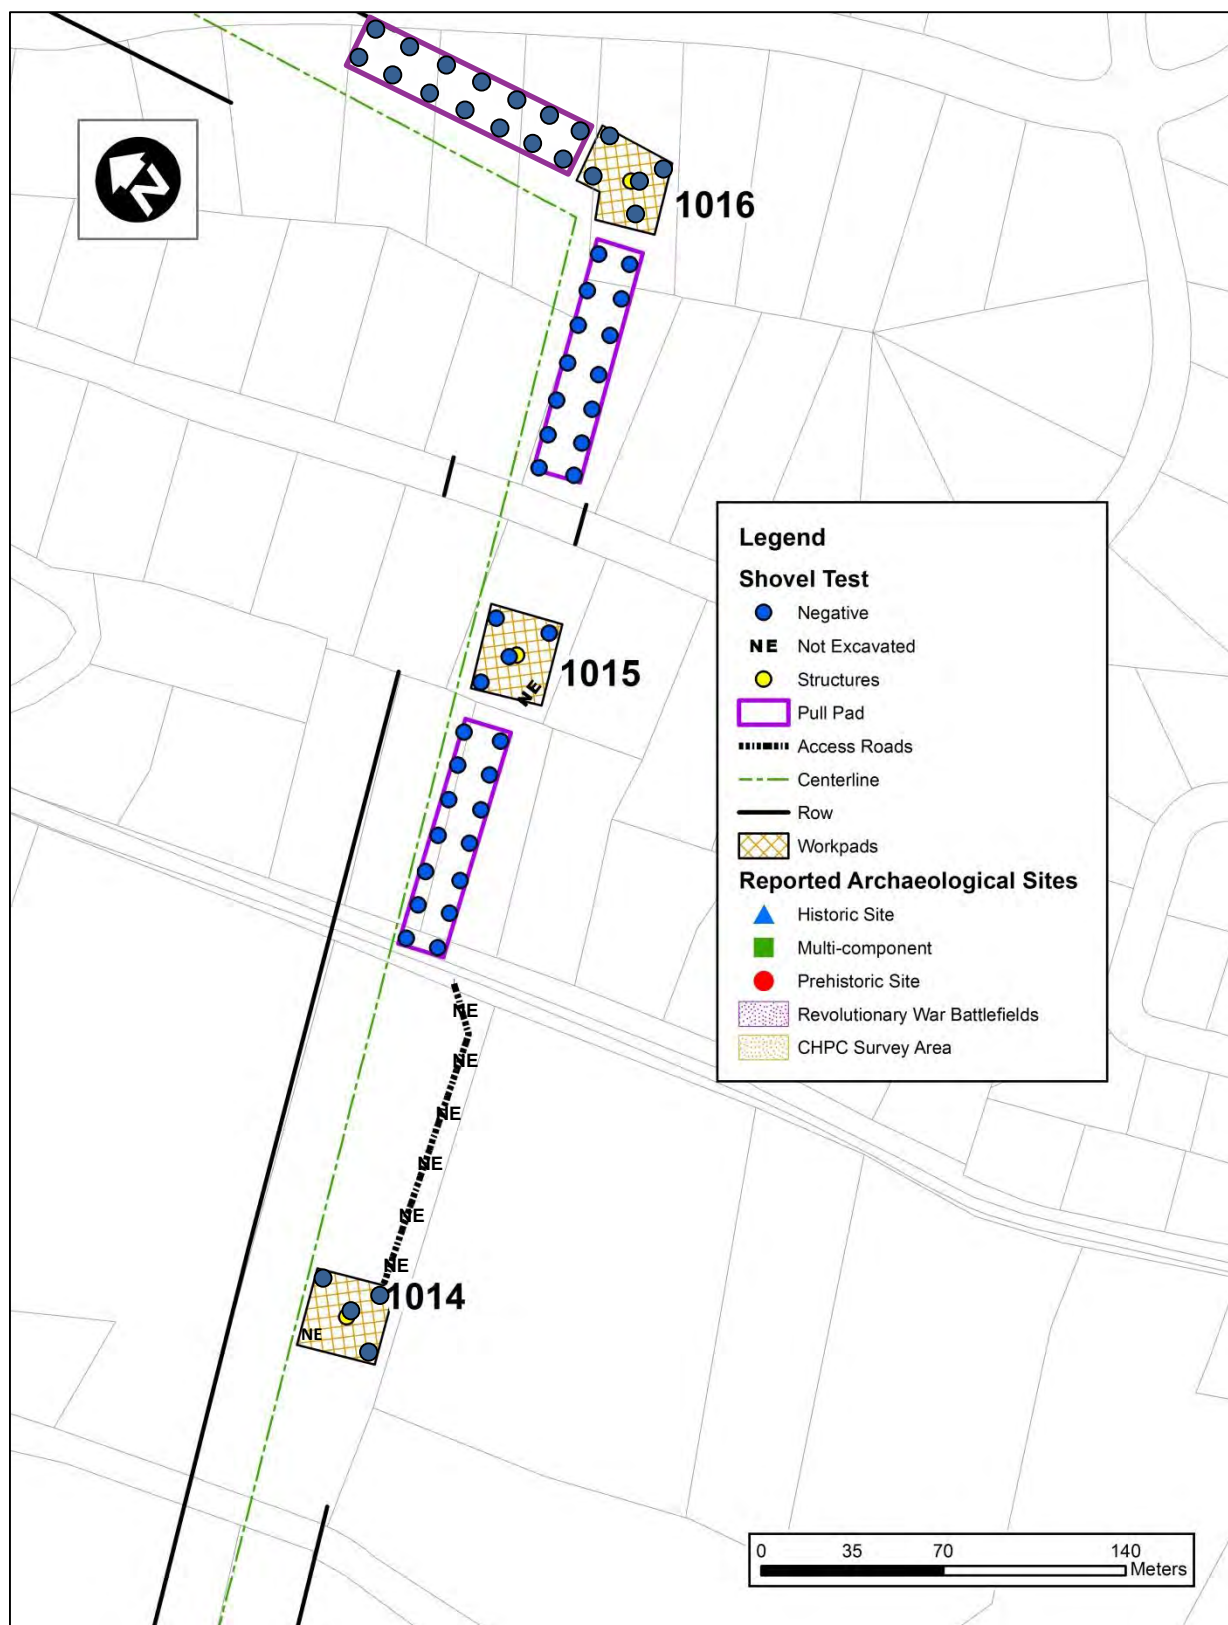 N
1016
Legend
Shovel Test
Negative
NE Not Excavated
Structures
1015
NE
Pull Pad
Access Roads
Centerline
Row
Workpads
Reported Archaeological Sites
Historic Site
Multi-component
Prehistoric Site
Revolutionary War Battlefields
CHPC Survey Area
NE
NE
NE
NE
NE
NE
1014
NE
0 35 70 140
Meters